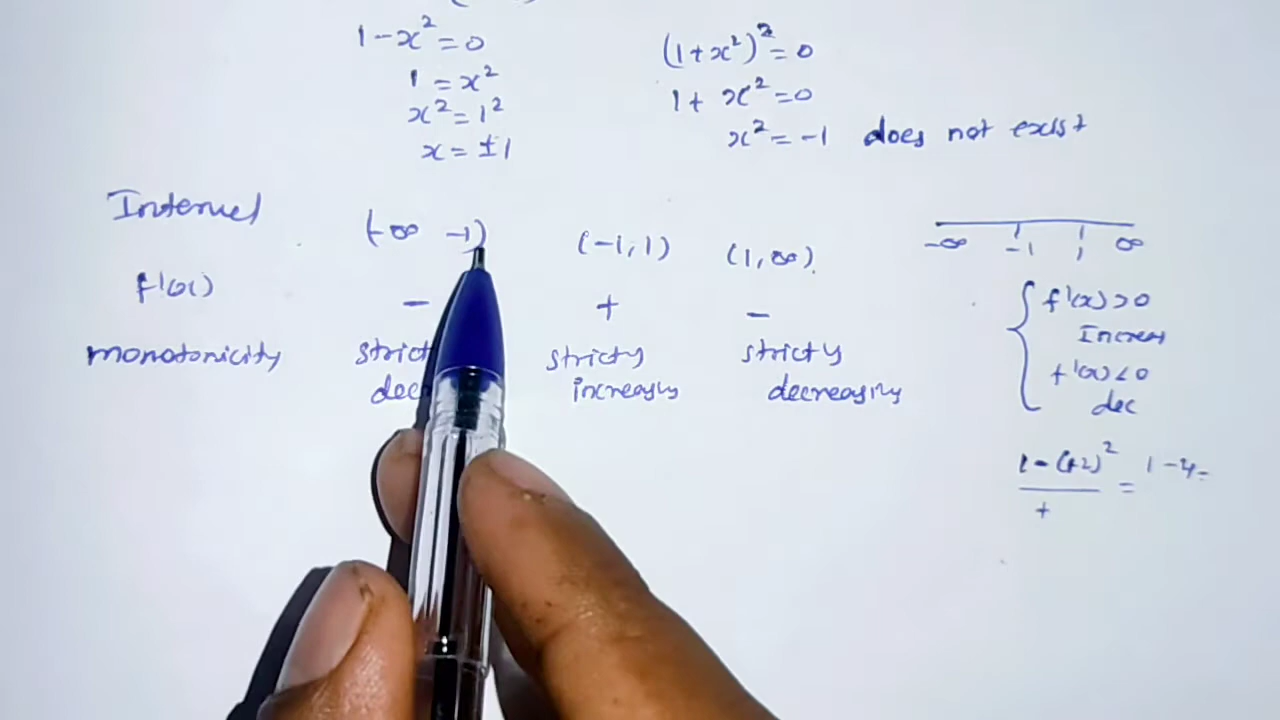 1 - x² = 0
1 = x²
x² = 1²
x = ±1
(1 + x²)² = 0
1 + x² = 0
x² = -1 does not exist
Interval (-∞ -1) (-1, 1) (1, ∞)
f'(x) - + -
monotonicity strict strictly strictly
dec increasing decreasing
-∞ -1 1 ∞
f'(x) > 0
Increas
f'(x) < 0
dec
1 - (+2)² = 1 - 4 =
+